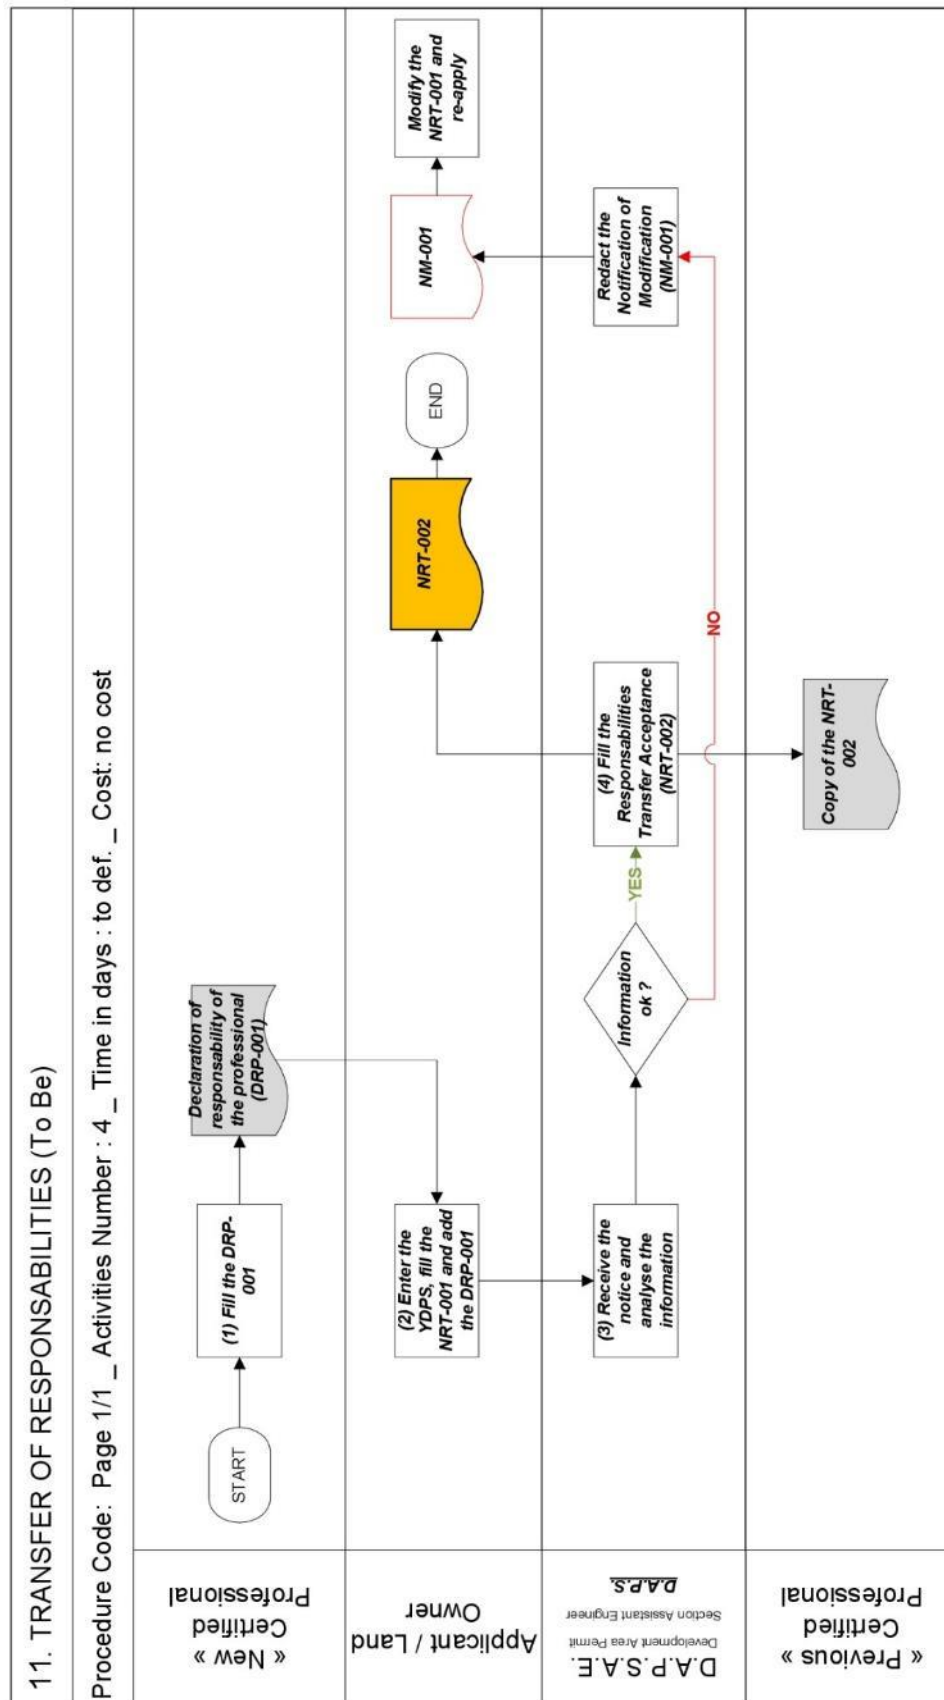 11. TRANSFER OF RESPONSABILITIES (To Be)
Procedure Code: Page 1/1 _ Activities Number : 4 _ Time in days : to def. _ Cost: no cost
« New »
Certified
Professional
START
(1) Fill the DRP-
001
Declaration of
responsability of
the professional
(DRP-001)
Applicant / Land
Owner
(2) Enter the
YDPS, fill the
NRT-001 and add
the DRP-001
NRT-002
END
NM-001
Modify the
NRT-001 and
re-apply
D.A.P.S.A.E.
Development Area Permit
Section Assistant Engineer
D.A.P.S.
(3) Receive the
notice and
analyse the
information
Information
ok ?
YES
(4) Fill the
Responsabilities
Transfer Acceptance
(NRT-002)
NO
Redact the
Notification of
Modification
(NM-001)
« Previous »
Certified
Professional
Copy of the NRT-
002